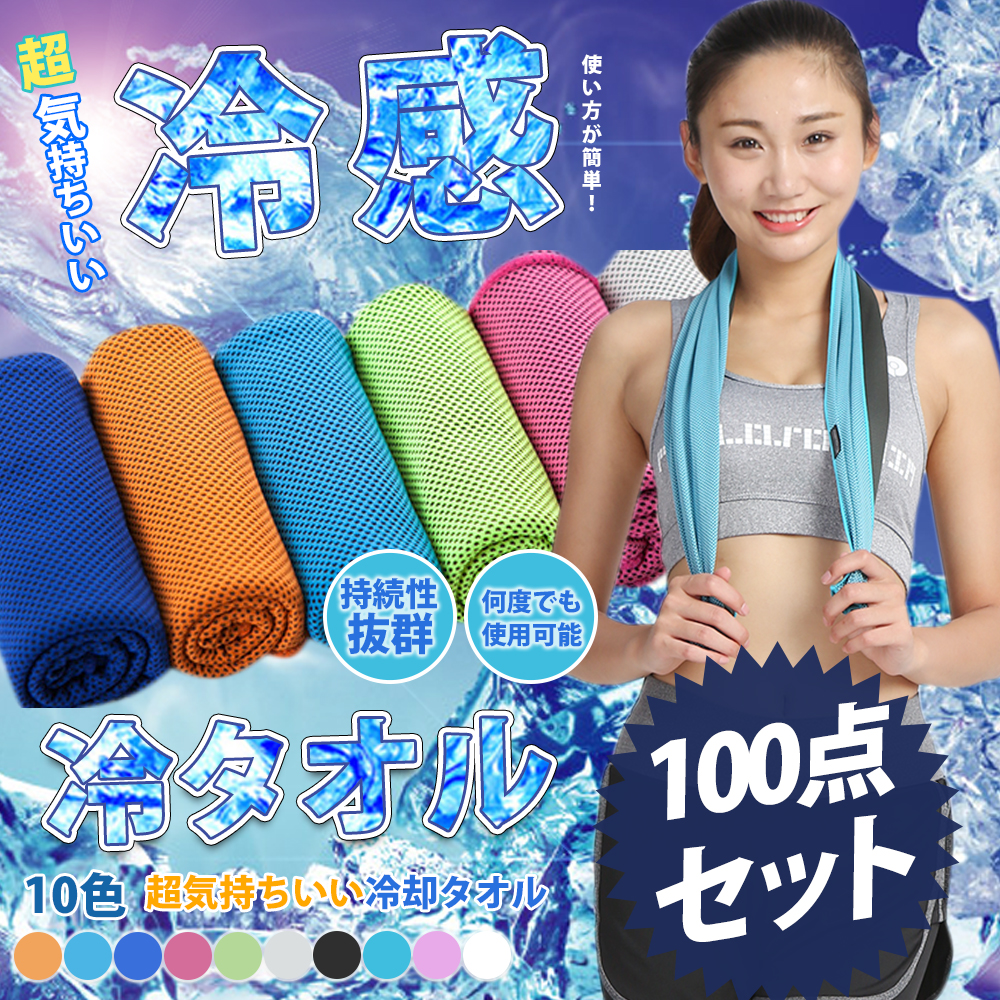 超
気持ちいい
冷感
使い方が簡単！
持続性
抜群
何度でも
使用可能
冷タオル
100点
セット
10色
超気持ちいい冷却タオル